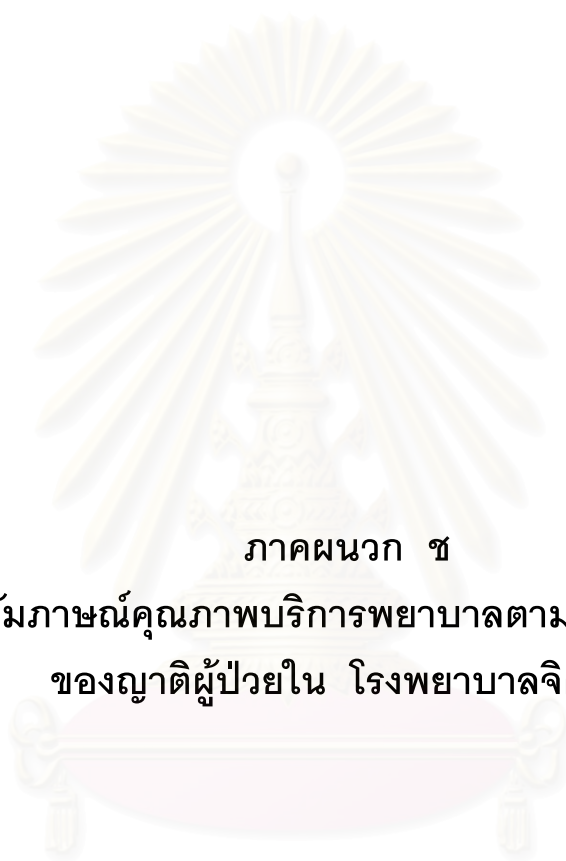 ภาคผนวก ช
ัมภาษณ์คุณภาพบริการพยาบาลตาม
ของญาติผู้ป่วยใน โรงพยาบาลจิ